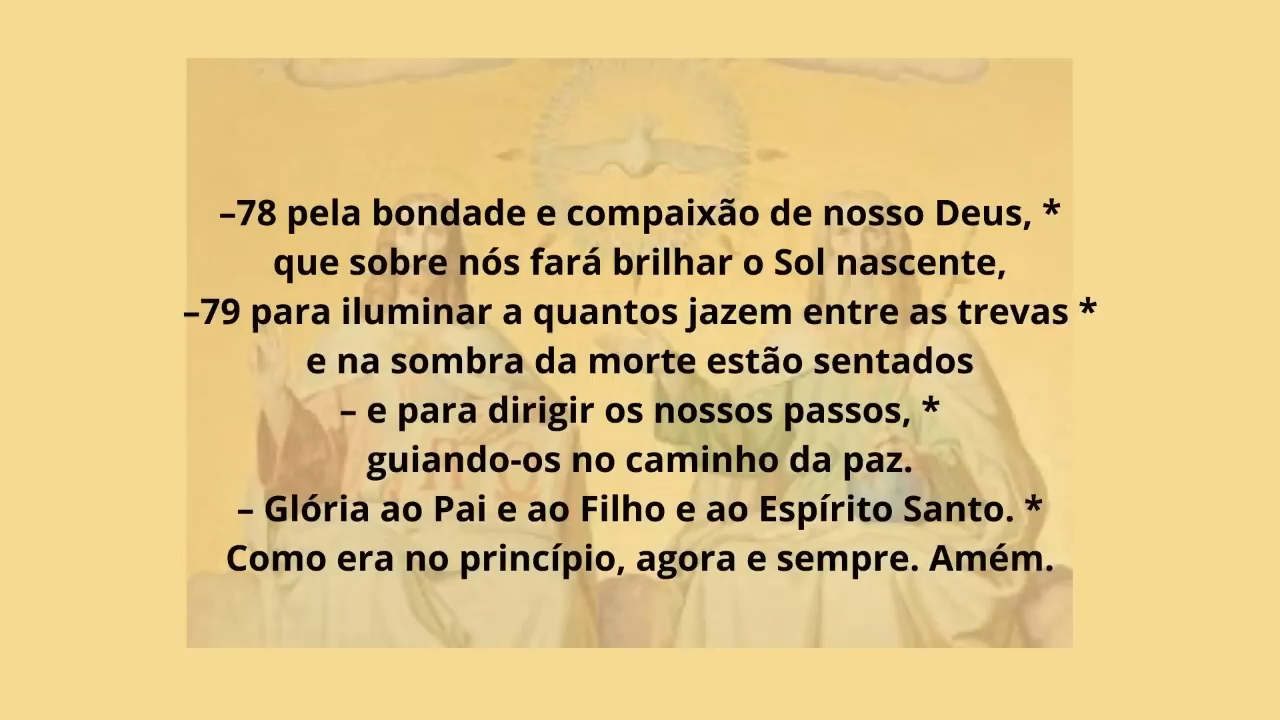 –78 pela bondade e compaixão de nosso Deus, *
que sobre nós fará brilhar o Sol nascente,
–79 para iluminar a quantos jazem entre as trevas *
e na sombra da morte estão sentados
– e para dirigir os nossos passos, *
guiando-os no caminho da paz.
– Glória ao Pai e ao Filho e ao Espírito Santo. *
Como era no princípio, agora e sempre. Amém.